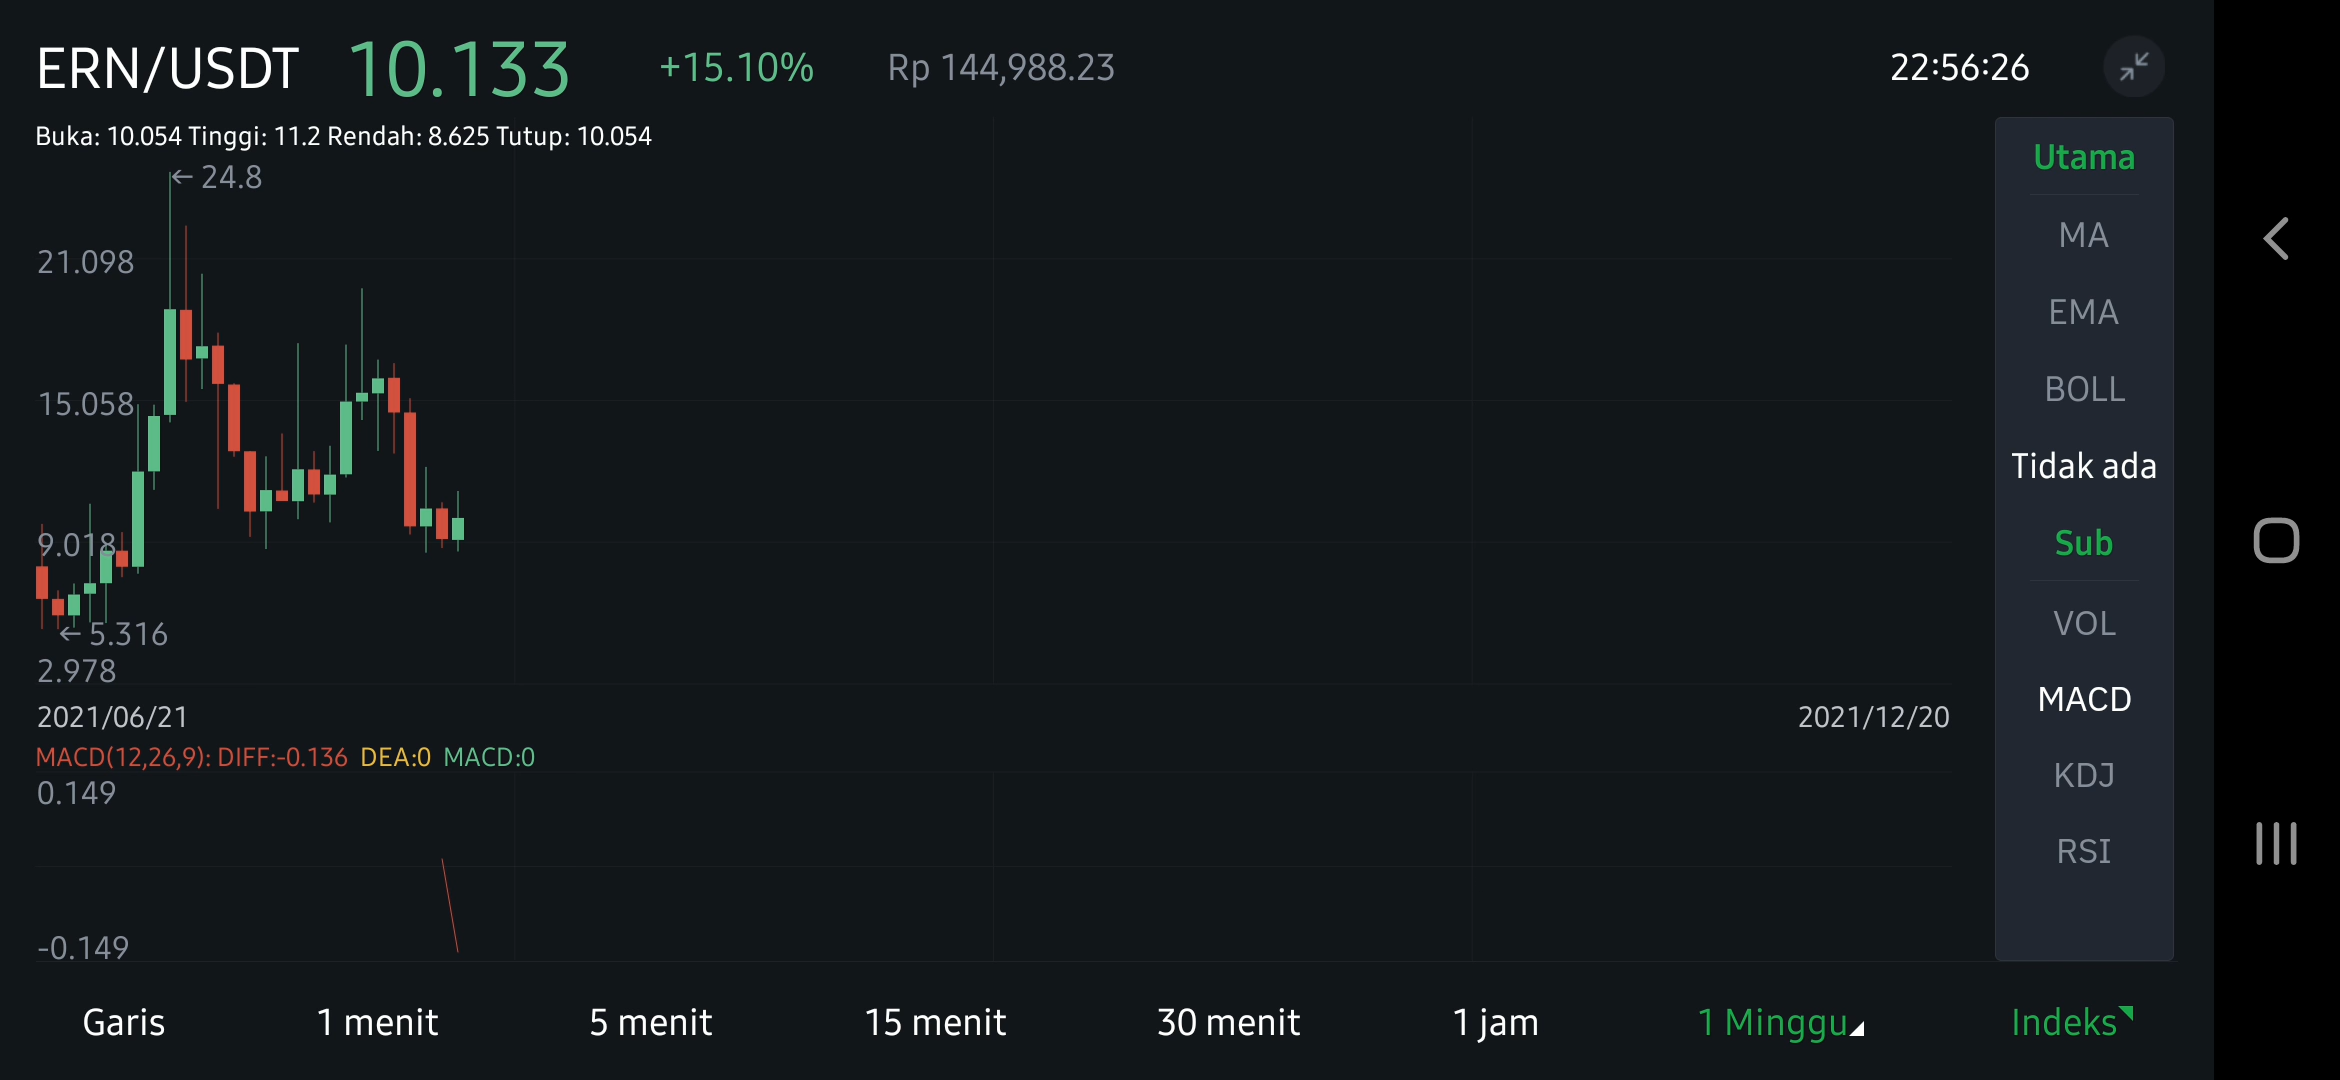 ERN/USDT 10.133 +15.10% Rp 144,988.23 22:56:26
Buka: 10.054 Tinggi: 11.2 Rendah: 8.625 Tutup: 10.054
← 24.8
21.098
15.058
9.018
← 5.316
2.978
2021/06/21 2021/12/20
MACD(12,26,9): DIFF:-0.136 DEA:0 MACD:0
0.149
-0.149
Utama
MA
EMA
BOLL
Tidak ada
Sub
VOL
MACD
KDJ
RSI
Garis 1 menit 5 menit 15 menit 30 menit 1 jam 1 Minggu Indeks